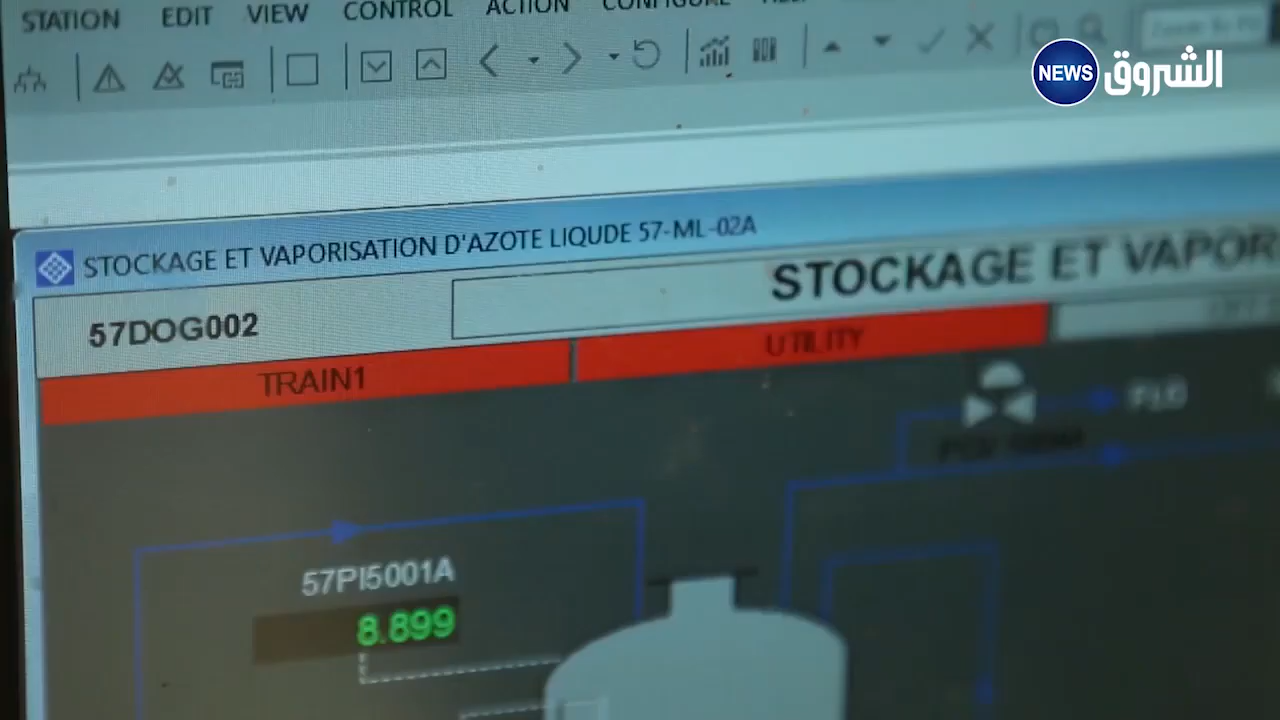 STATION EDIT VIEW CONTROL ACTION CONFIGURE
NEWS الشروق
STOCKAGE ET VAPORISATION D'AZOTE LIQUDE 57-ML-02A
57DOG002
STOCKAGE ET VAPOR
TRAIN1
UTILITY
57PI5001A
8.899